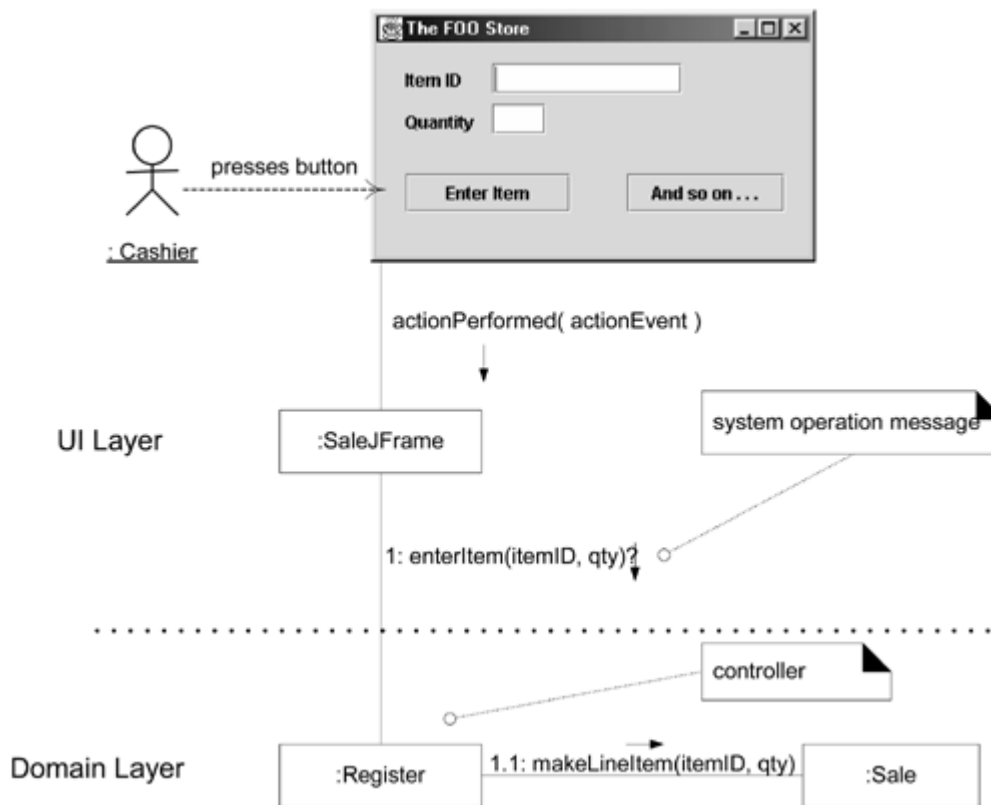 The FOO Store
Item ID
Quantity
presses button
Enter Item
And so on . . .
: Cashier
actionPerformed( actionEvent )
system operation message
UI Layer
:SaleJFrame
1: enterItem(itemID, qty)?
controller
Domain Layer
:Register
1.1: makeLineItem(itemID, qty)
:Sale